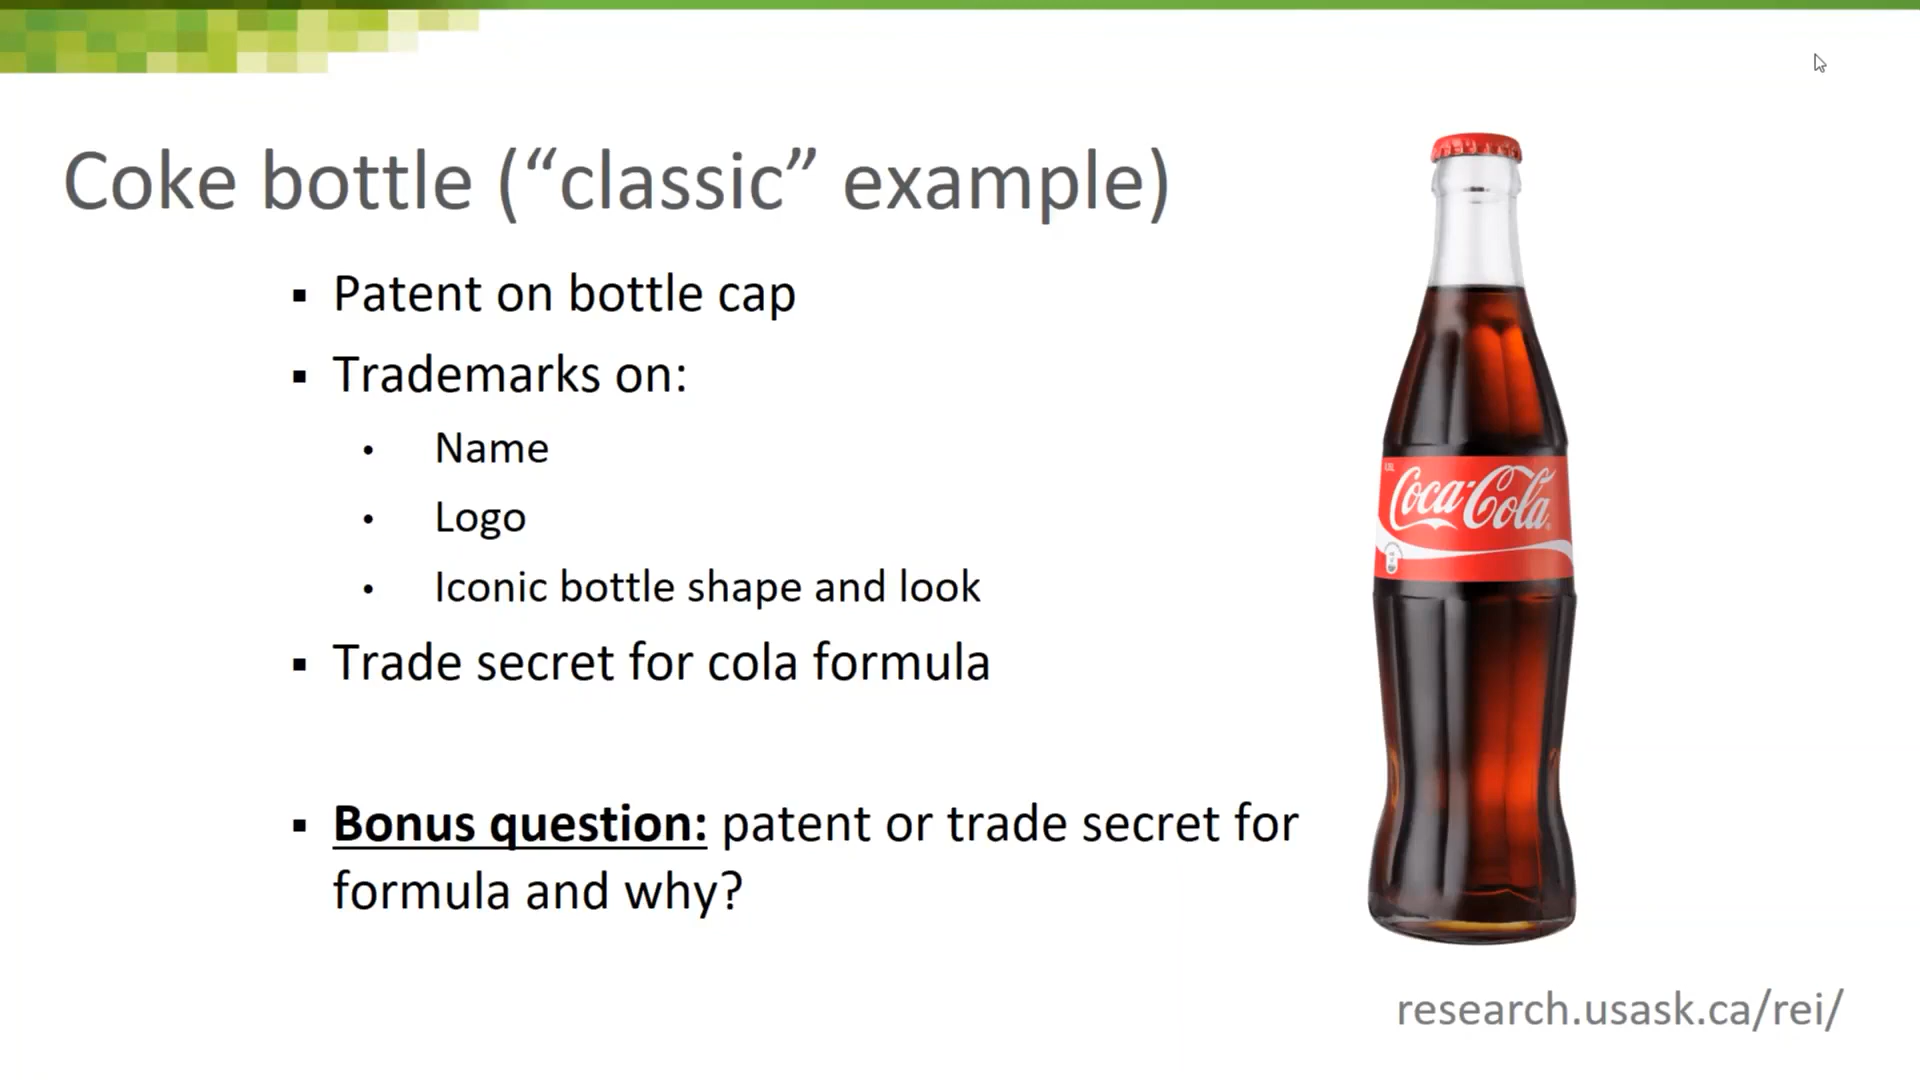 Coke bottle (“classic” example)
▪ Patent on bottle cap
▪ Trademarks on:
• Name
• Logo
• Iconic bottle shape and look
▪ Trade secret for cola formula
▪ Bonus question: patent or trade secret for
formula and why?
Coca-Cola
research.usask.ca/rei/